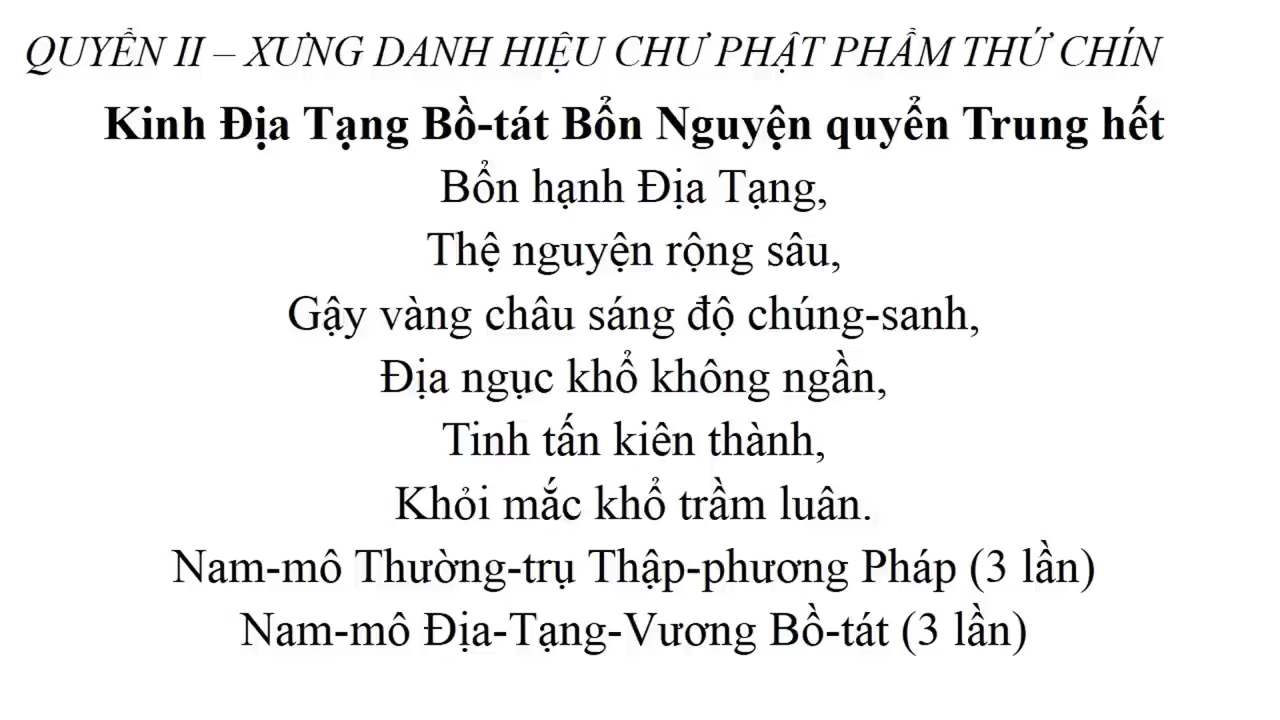 QUYỂN II – XƯNG DANH HIỆU CHƯ PHẬT PHẨM THỨ CHÍN
Kinh Địa Tạng Bồ-tát Bổn Nguyện quyển Trung hết
Bổn hạnh Địa Tạng,
Thệ nguyện rộng sâu,
Gậy vàng châu sáng độ chúng-sanh,
Địa ngục khổ không ngần,
Tinh tấn kiên thành,
Khỏi mắc khổ trầm luân.
Nam-mô Thường-trụ Thập-phương Pháp (3 lần)
Nam-mô Địa-Tạng-Vương Bồ-tát (3 lần)